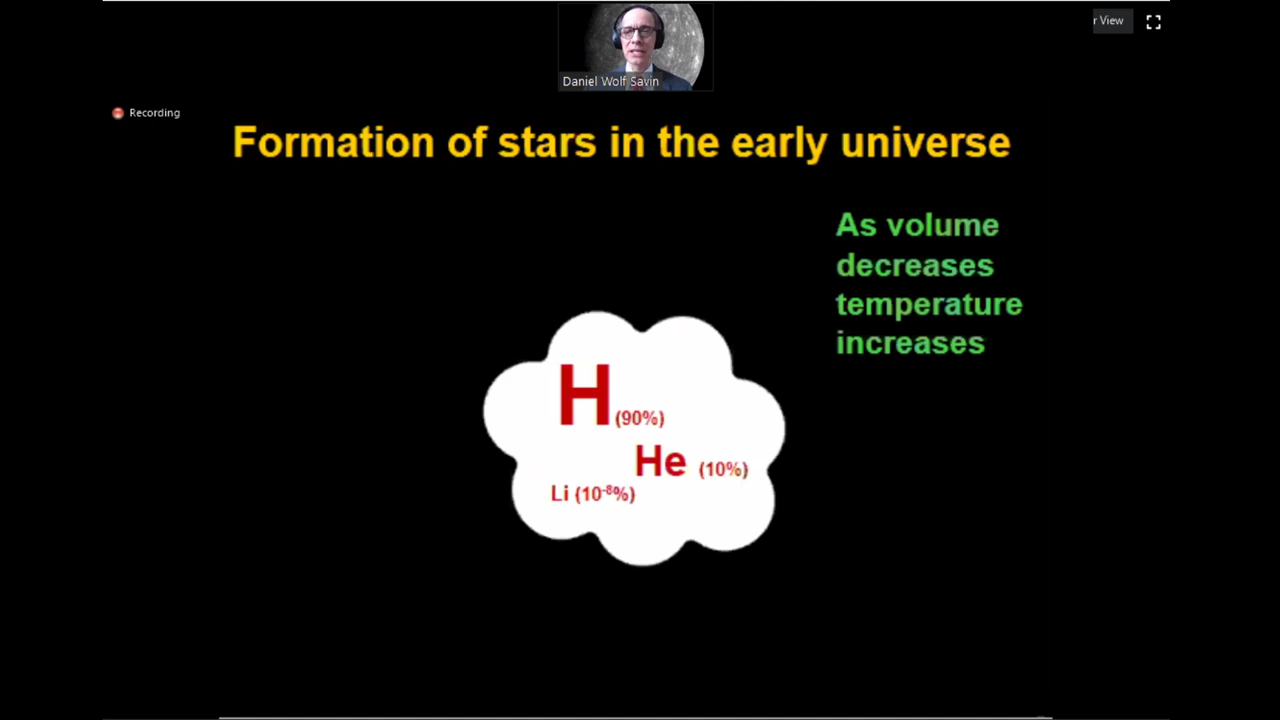 r View
Daniel Wolf Savin
Recording
Formation of stars in the early universe
As volume
decreases
temperature
increases
H (90%)
He (10%)
Li (10⁻⁸%)